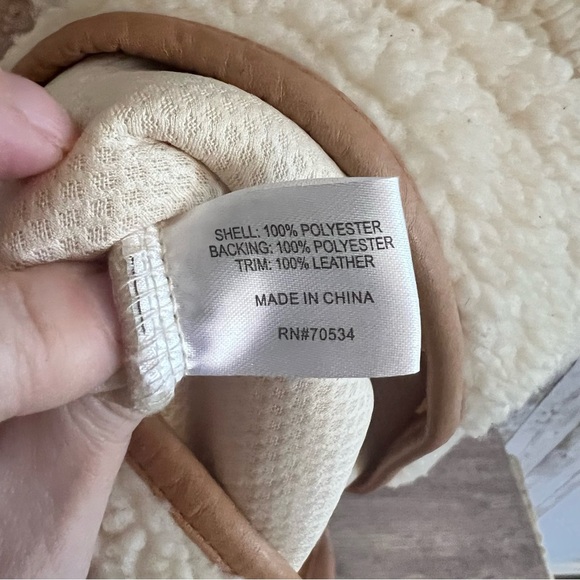 SHELL: 100% POLYESTER
BACKING: 100% POLYESTER
TRIM: 100% LEATHER
MADE IN CHINA
RN#70534